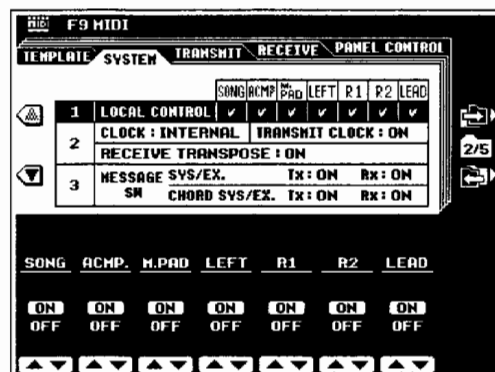 MIDI F9 MIDI
TEMPLATE SYSTEM TRANSMIT RECEIVE PANEL CONTROL
SONG ACMP M.PAD LEFT R1 R2 LEAD
1 LOCAL CONTROL ✓ ✓ ✓ ✓ ✓ ✓ ✓
2 CLOCK : INTERNAL TRANSMIT CLOCK : ON
RECEIVE TRANSPOSE : ON
2/5
3 MESSAGE SW SYS/EX. Tx : ON Rx : ON
CHORD SYS/EX. Tx : ON Rx : ON
SONG ACMP. M.PAD LEFT R1 R2 LEAD
ON ON ON ON ON ON ON
OFF OFF OFF OFF OFF OFF OFF